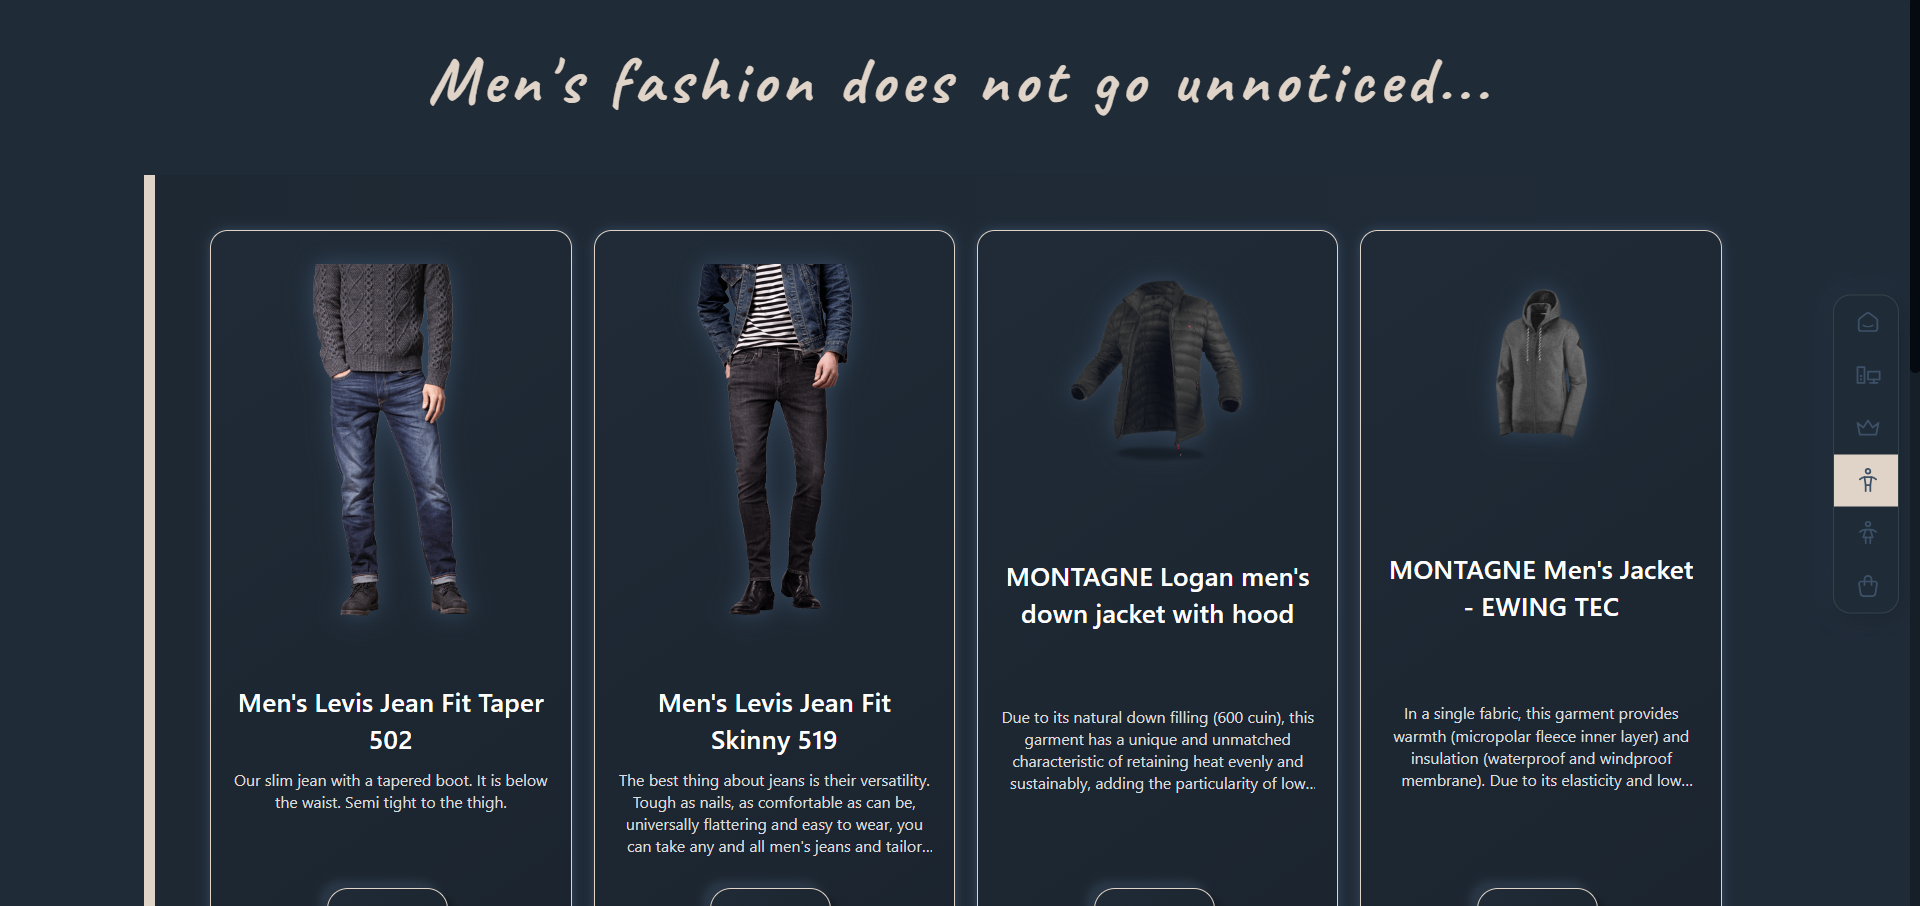 Men's fashion does not go unnoticed...
Men's Levis Jean Fit Taper
502
Our slim jean with a tapered boot. It is below
the waist. Semi tight to the thigh.
Men's Levis Jean Fit
Skinny 519
The best thing about jeans is their versatility.
Tough as nails, as comfortable as can be,
universally flattering and easy to wear, you
can take any and all men's jeans and tailor...
MONTAGNE Logan men's
down jacket with hood
Due to its natural down filling (600 cuin), this
garment has a unique and unmatched
characteristic of retaining heat evenly and
sustainably, adding the particularity of low...
MONTAGNE Men's Jacket
- EWING TEC
In a single fabric, this garment provides
warmth (micropolar fleece inner layer) and
insulation (waterproof and windproof
membrane). Due to its elasticity and low...